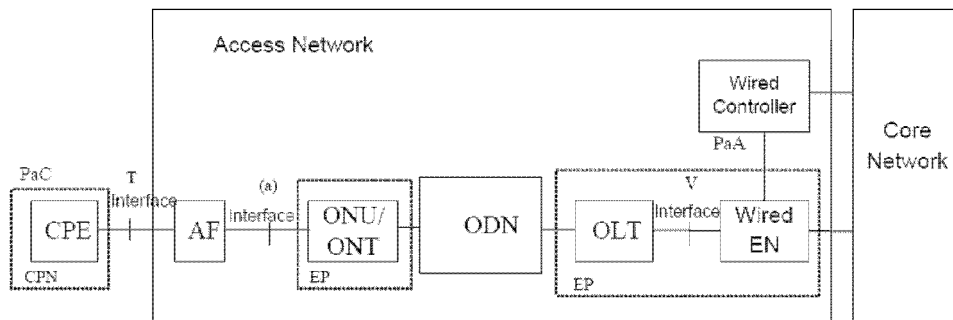 Access Network
Wired
Controller
PaA
Core
Network
PaC
T
Interface
CPE
CPN
AF
(a)
Interface
ONU/
ONT
EP
ODN
OLT
V
Interface
Wired
EN
EP